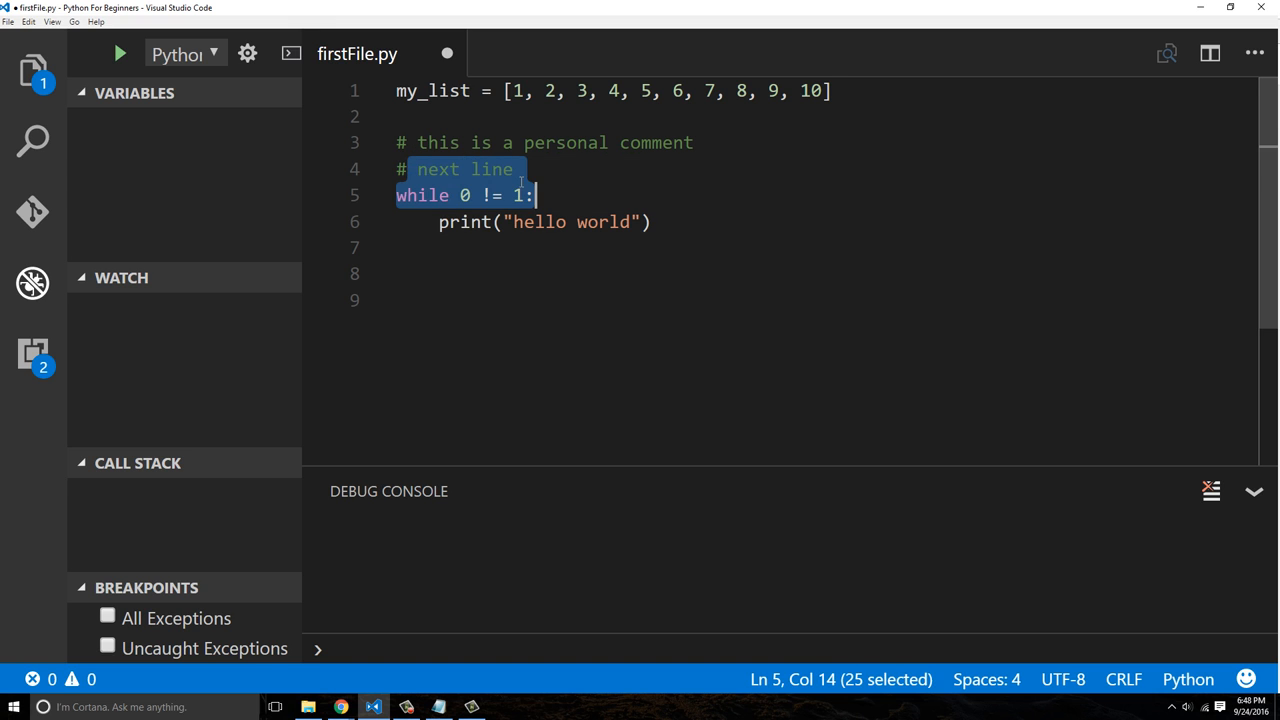 ● firstFile.py - Python For Beginners - Visual Studio Code
File Edit View Go Help
Python
firstFile.py
1
VARIABLES
WATCH
CALL STACK
BREAKPOINTS
All Exceptions
Uncaught Exceptions
2
1 my_list = [1, 2, 3, 4, 5, 6, 7, 8, 9, 10]
2
3 # this is a personal comment
4 # next line
5 while 0 != 1:
6     print("hello world")
7
8
9
DEBUG CONSOLE
0 0 Ln 5, Col 14 (25 selected) Spaces: 4 UTF-8 CRLF Python
I'm Cortana. Ask me anything.
6:48 PM
9/24/2016